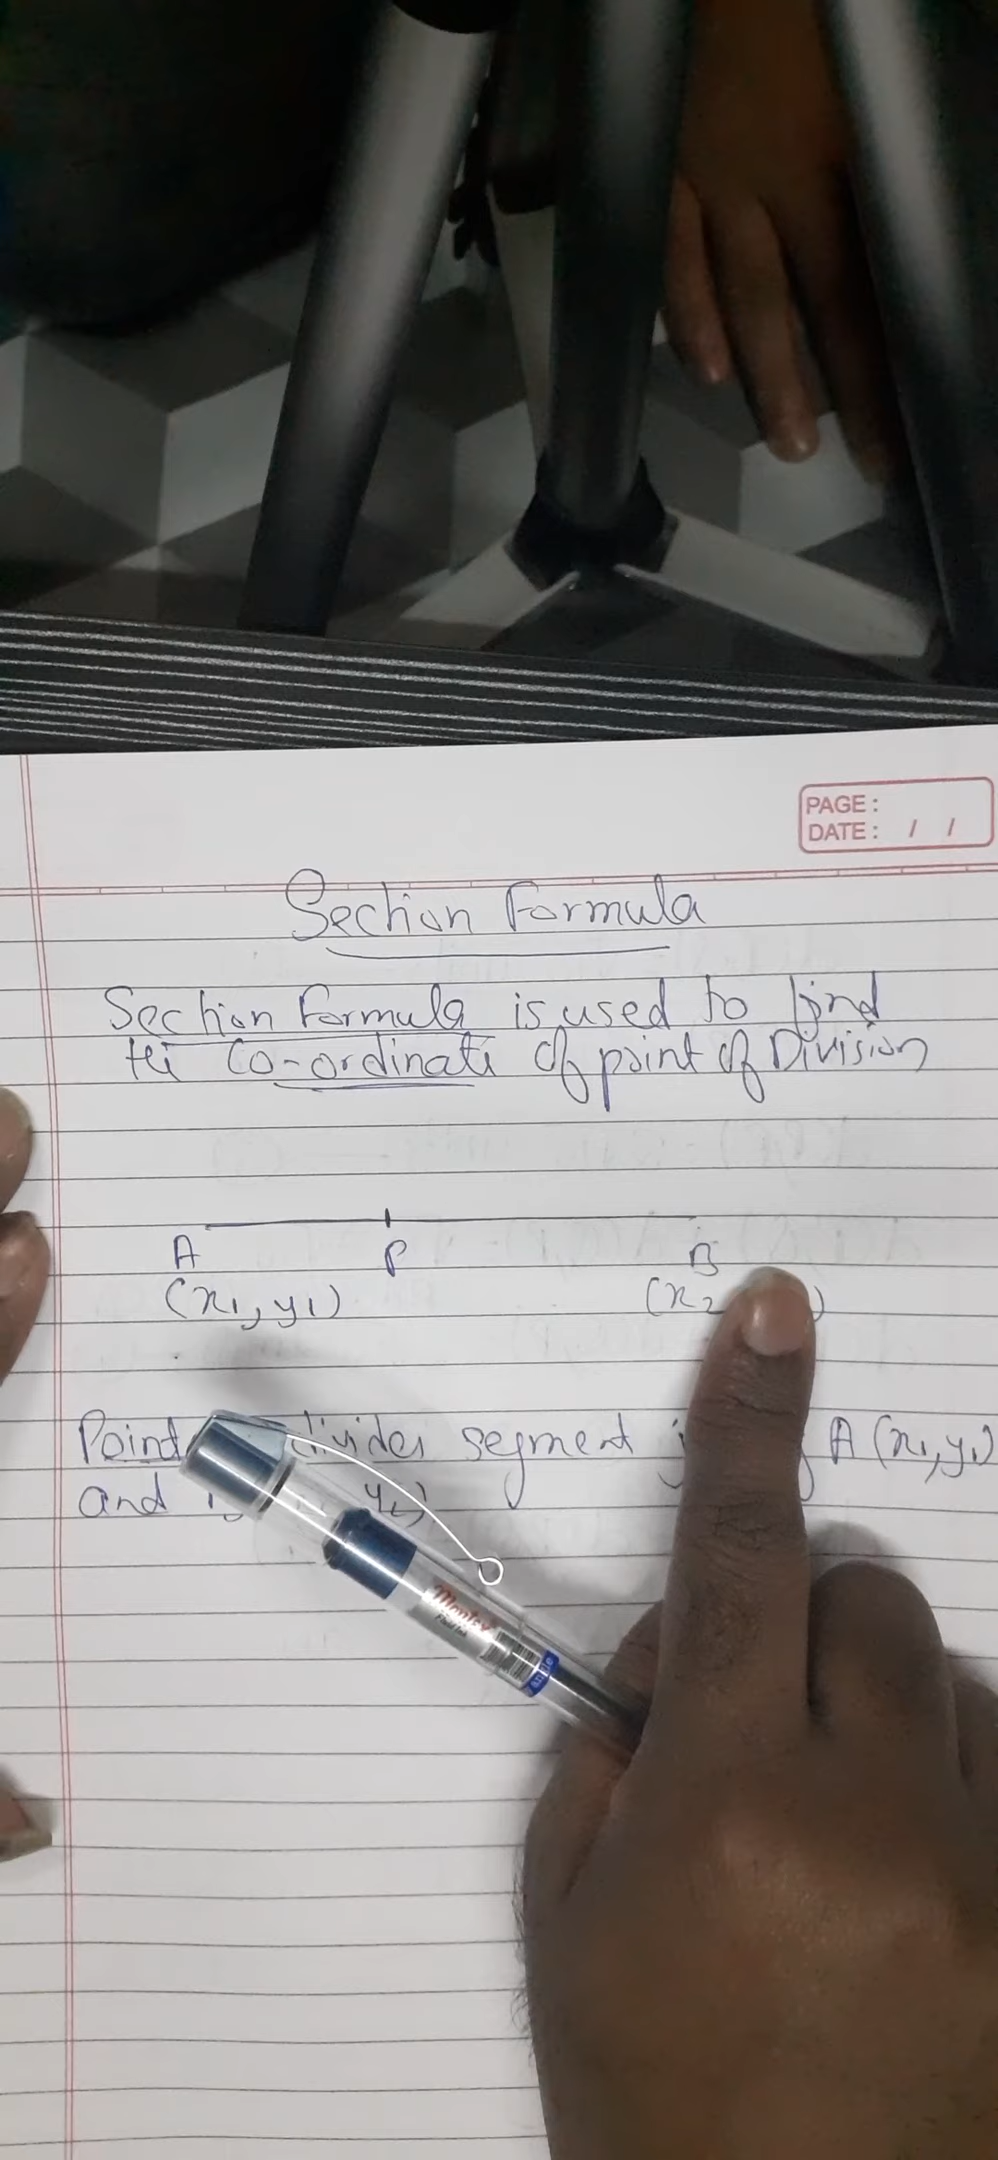 PAGE :
DATE : / /
Section Formula
Section Formula is used to find
the Co-ordinate of point of Division
A P B
(x1, y1) (x2 )
Point divides segment A (x1, y1)
and y2)
Montex